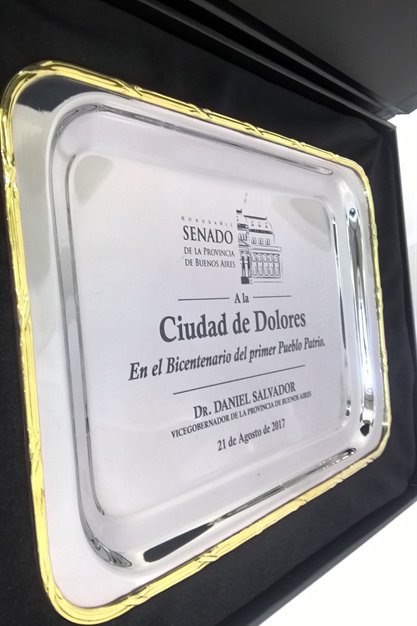 HONORABLE
SENADO
DE LA PROVINCIA
DE BUENOS AIRES
A la
Ciudad de Dolores
En el Bicentenario del primer Pueblo Patrio.
DR. DANIEL SALVADOR
VICEGOBERNADOR DE LA PROVINCIA DE BUENOS AIRES
21 de Agosto de 2017